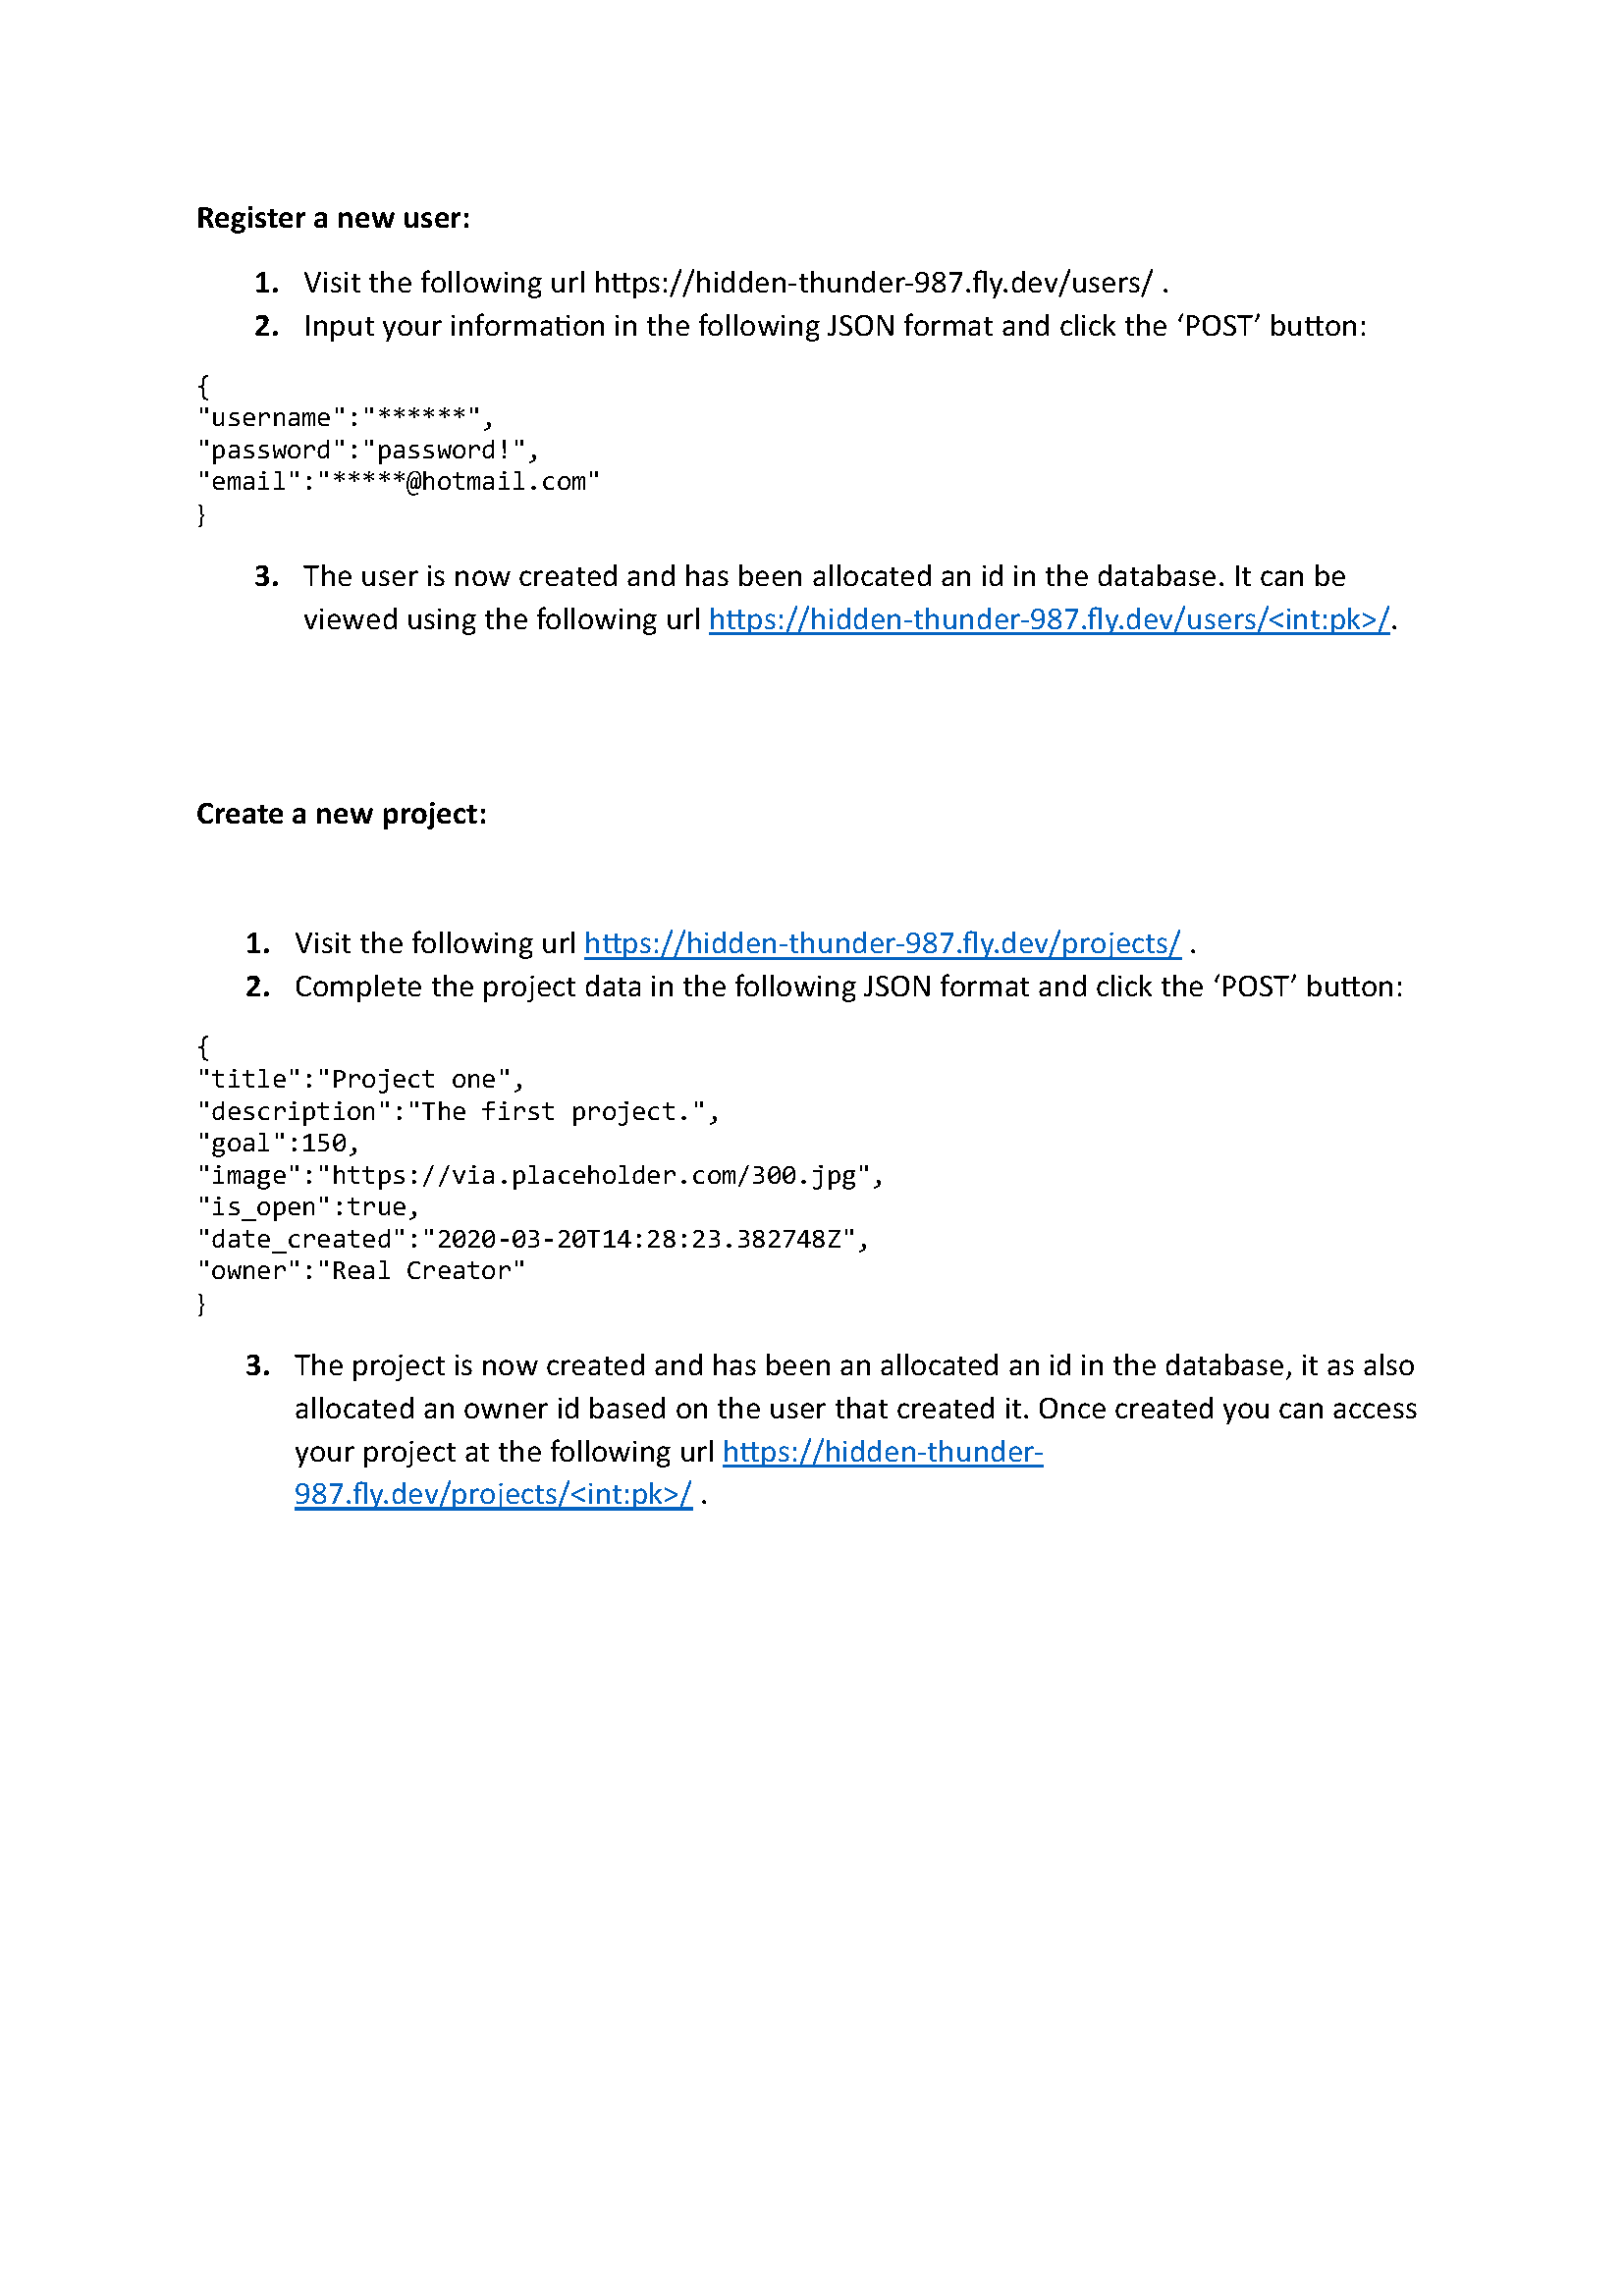 Register a new user:
1. Visit the following url https://hidden-thunder-987.fly.dev/users/ .
2. Input your information in the following JSON format and click the ‘POST’ button:
{
"username":"******",
"password":"password!",
"email":"*****@hotmail.com"
}
3. The user is now created and has been allocated an id in the database. It can be
viewed using the following url https://hidden-thunder-987.fly.dev/users/<int:pk>/.
Create a new project:
1. Visit the following url https://hidden-thunder-987.fly.dev/projects/ .
2. Complete the project data in the following JSON format and click the ‘POST’ button:
{
"title":"Project one",
"description":"The first project.",
"goal":150,
"image":"https://via.placeholder.com/300.jpg",
"is_open":true,
"date_created":"2020-03-20T14:28:23.382748Z",
"owner":"Real Creator"
}
3. The project is now created and has been an allocated an id in the database, it as also
allocated an owner id based on the user that created it. Once created you can access
your project at the following url https://hidden-thunder-
987.fly.dev/projects/<int:pk>/ .